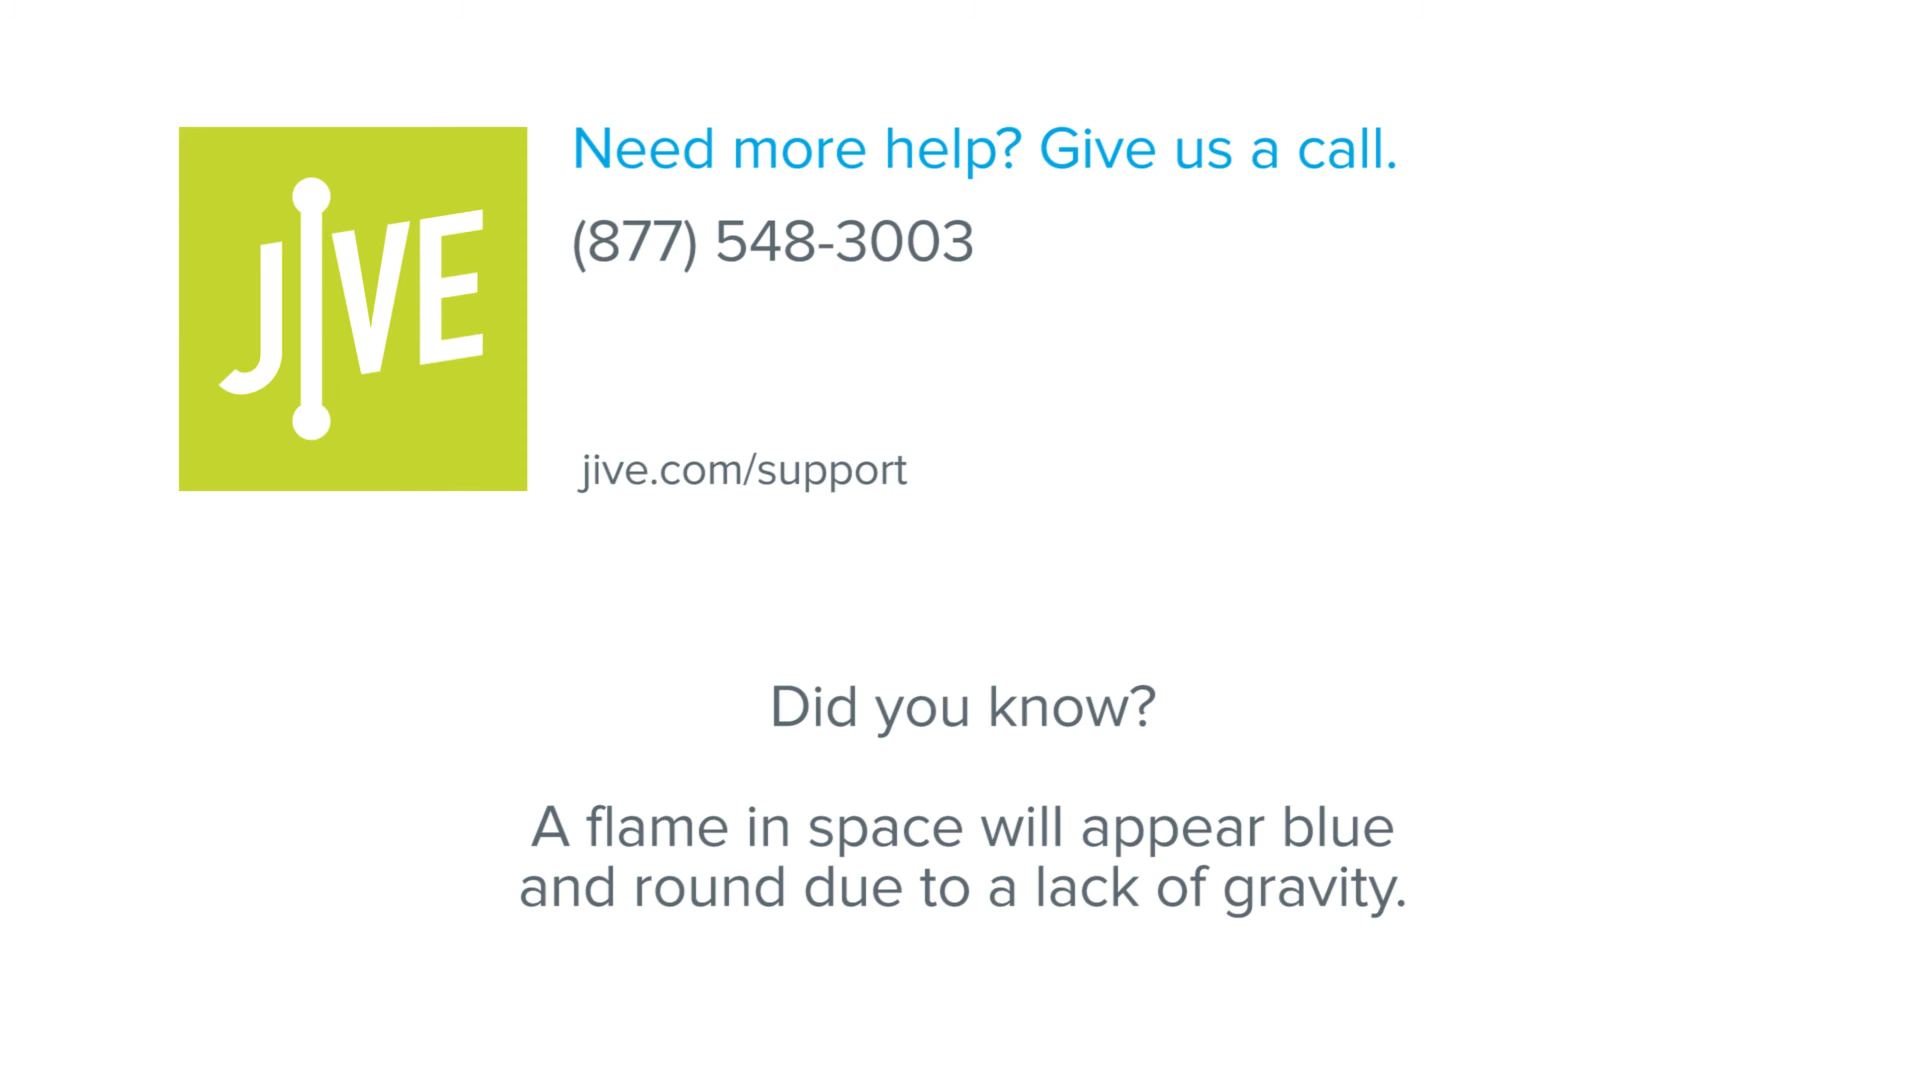 JIVE
Need more help? Give us a call.
(877) 548-3003
jive.com/support
Did you know?
A flame in space will appear blue
and round due to a lack of gravity.